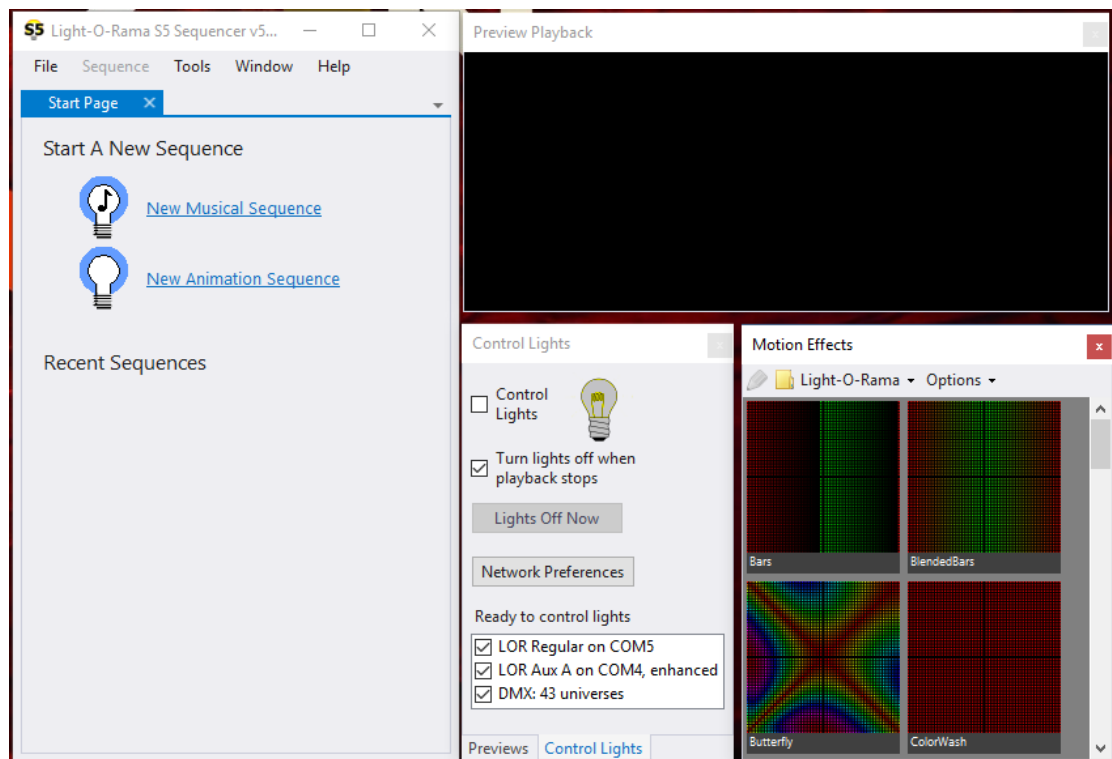 S5 Light-O-Rama S5 Sequencer v5...
File Sequence Tools Window Help
Start Page
Start A New Sequence
New Musical Sequence
New Animation Sequence
Recent Sequences
Preview Playback
Control Lights
Control
Lights
Turn lights off when
playback stops
Lights Off Now
Network Preferences
Ready to control lights
LOR Regular on COM5
LOR Aux A on COM4, enhanced
DMX: 43 universes
Previews Control Lights
Motion Effects
Light-O-Rama Options
Bars BlendedBars
Butterfly ColorWash